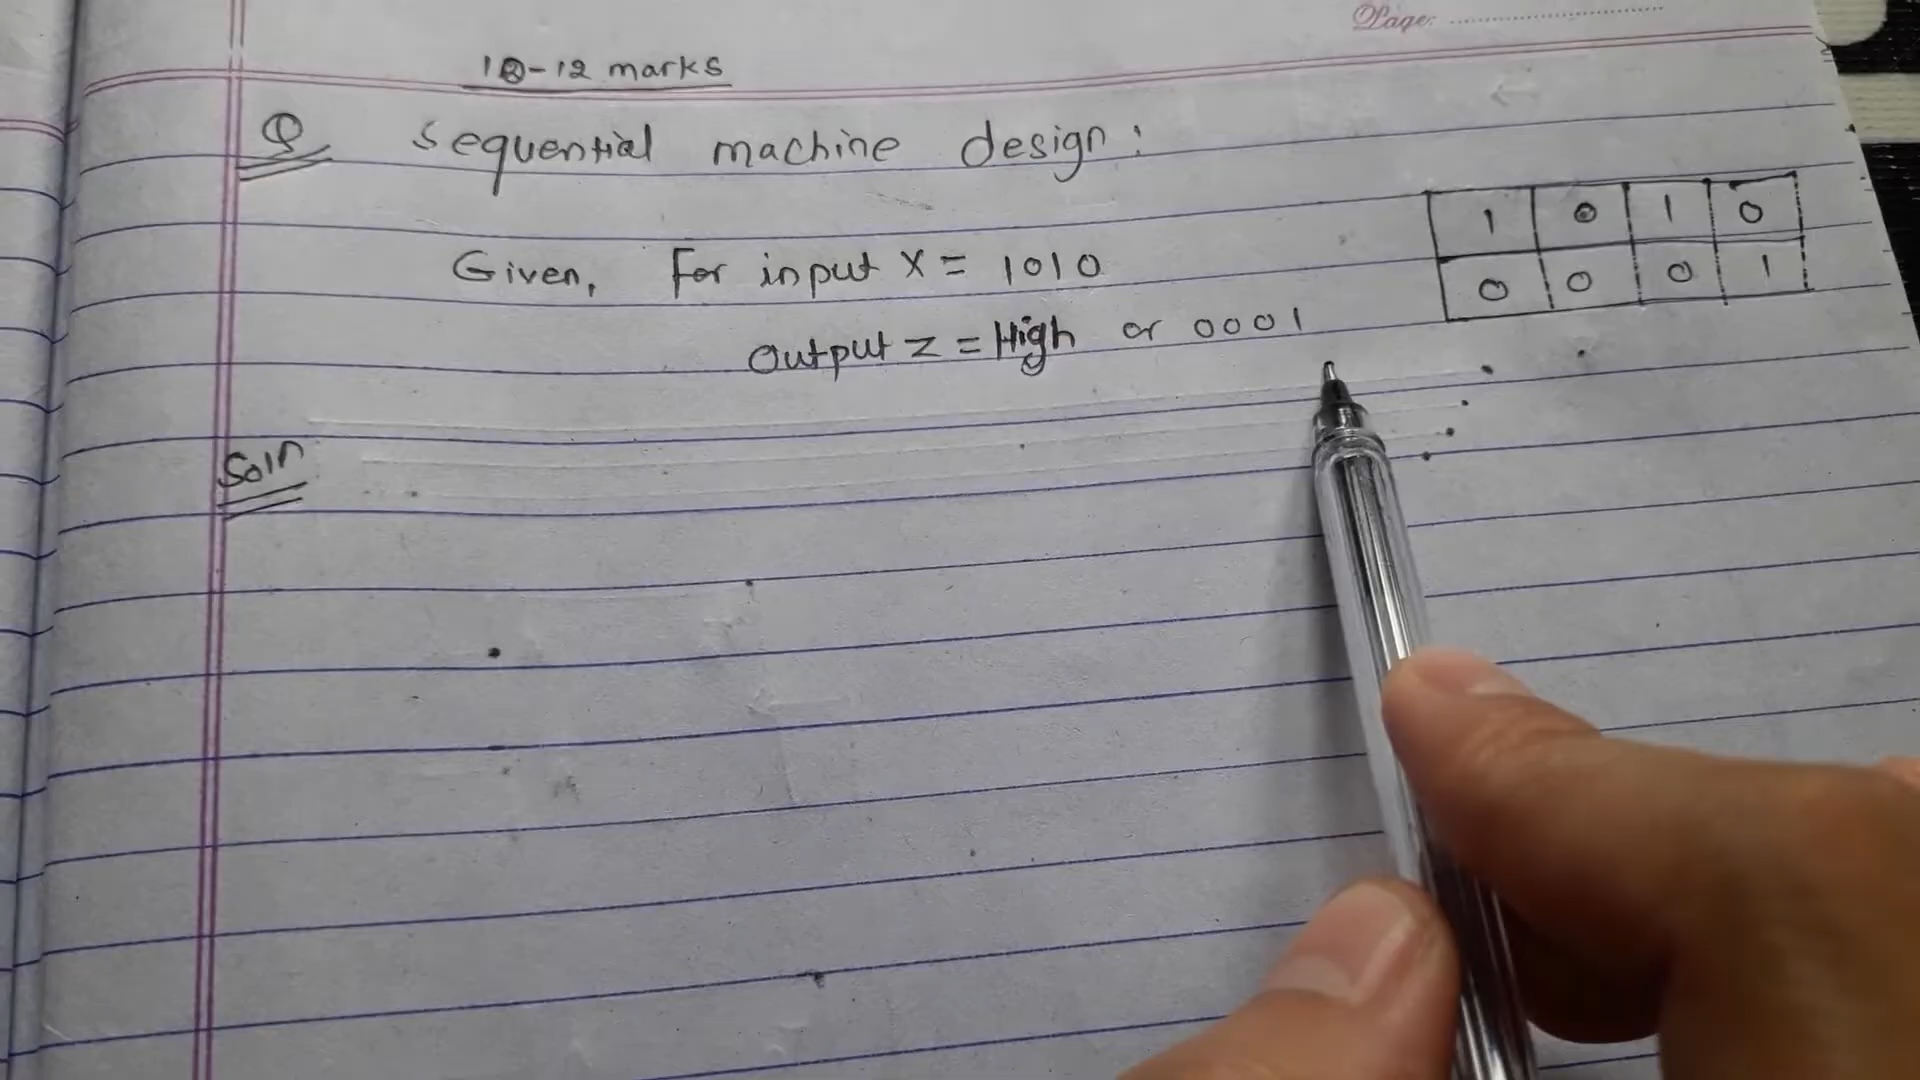 Page:
10-12 marks
Q Sequential machine design:
Given, For input X = 1010
Output Z = High or 0001
1 0 1 0
0 0 0 1
Soln